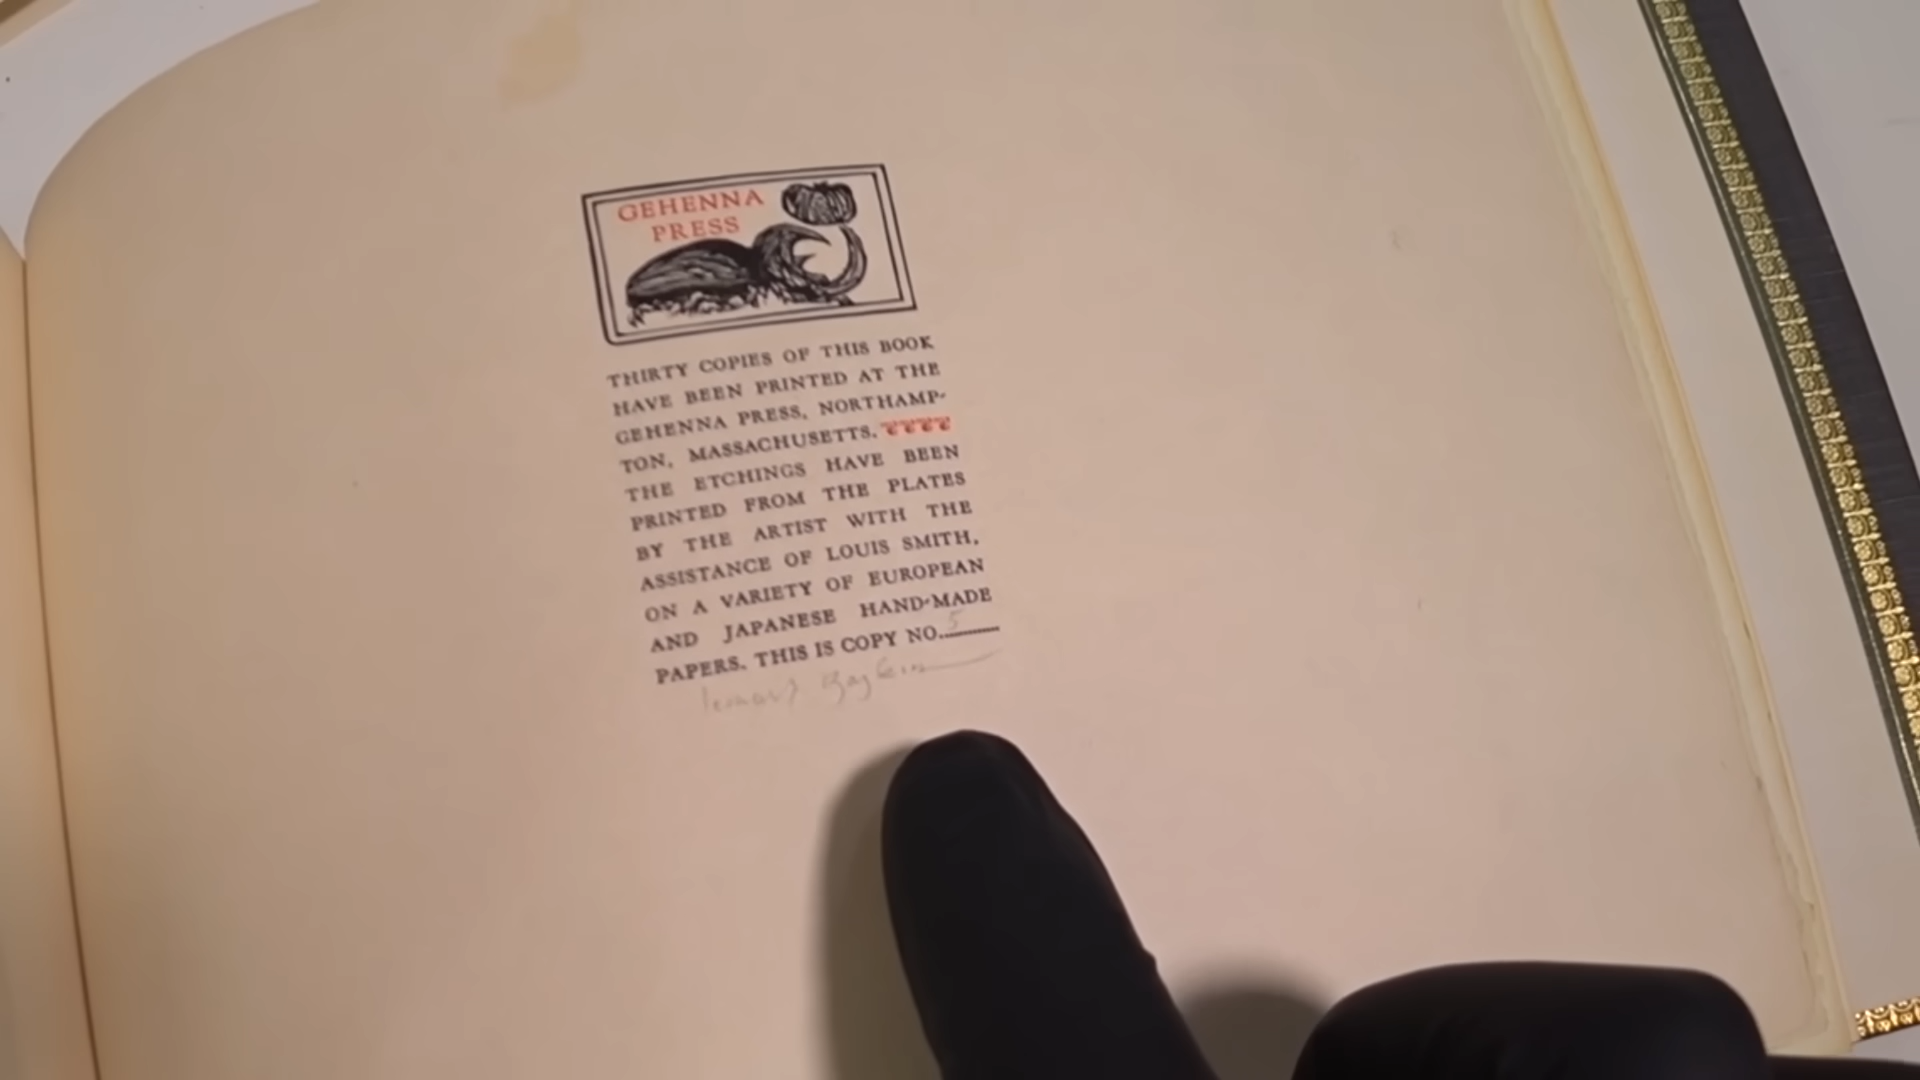 GEHENNA
PRESS
THIRTY COPIES OF THIS BOOK
HAVE BEEN PRINTED AT THE
GEHENNA PRESS, NORTHAMP-
TON, MASSACHUSETTS.
THE ETCHINGS HAVE BEEN
PRINTED FROM THE PLATES
BY THE ARTIST WITH THE
ASSISTANCE OF LOUIS SMITH,
ON A VARIETY OF EUROPEAN
AND JAPANESE HAND-MADE
PAPERS. THIS IS COPY NO. 5
Leonard Baskin